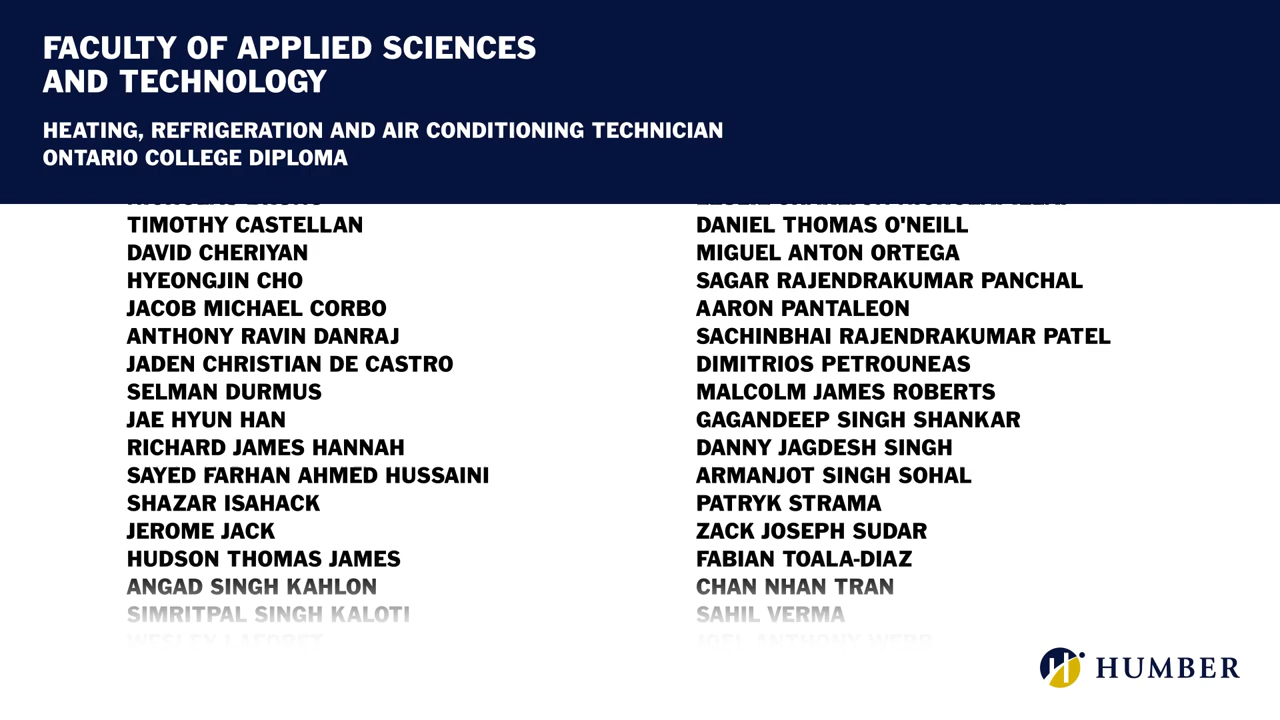 FACULTY OF APPLIED SCIENCES
AND TECHNOLOGY
HEATING, REFRIGERATION AND AIR CONDITIONING TECHNICIAN
ONTARIO COLLEGE DIPLOMA
TIMOTHY CASTELLAN
DAVID CHERIYAN
HYEONGJIN CHO
JACOB MICHAEL CORBO
ANTHONY RAVIN DANRAJ
JADEN CHRISTIAN DE CASTRO
SELMAN DURMUS
JAE HYUN HAN
RICHARD JAMES HANNAH
SAYED FARHAN AHMED HUSSAINI
SHAZAR ISAHACK
JEROME JACK
HUDSON THOMAS JAMES
ANGAD SINGH KAHLON
SIMRITPAL SINGH KALOTI
WESLEY LAFORET
DANIEL THOMAS O'NEILL
MIGUEL ANTON ORTEGA
SAGAR RAJENDRAKUMAR PANCHAL
AARON PANTALEON
SACHINBHAI RAJENDRAKUMAR PATEL
DIMITRIOS PETROUNEAS
MALCOLM JAMES ROBERTS
GAGANDEEP SINGH SHANKAR
DANNY JAGDESH SINGH
ARMANJOT SINGH SOHAL
PATRYK STRAMA
ZACK JOSEPH SUDAR
FABIAN TOALA-DIAZ
CHAN NHAN TRAN
SAHIL VERMA
JOEL ANTHONY WEBB
HUMBER